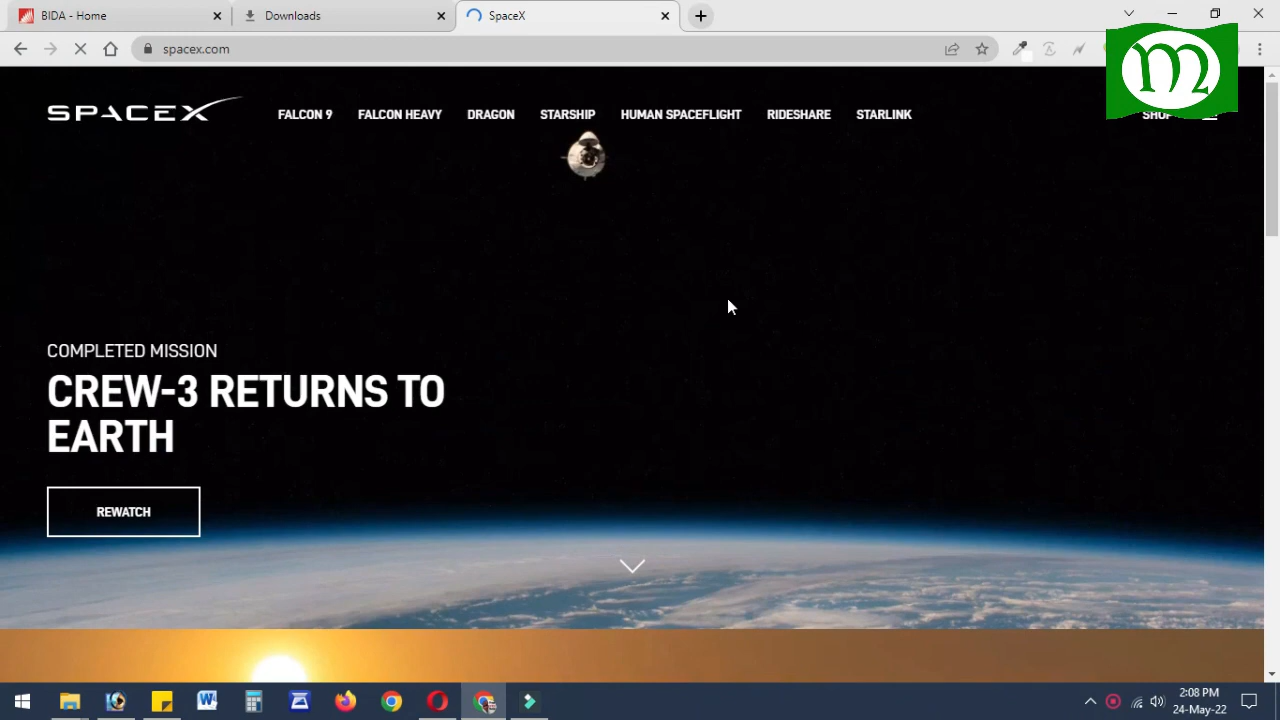 BIDA - Home
Downloads
SpaceX
spacex.com
m
SPACEX
FALCON 9
FALCON HEAVY
DRAGON
STARSHIP
HUMAN SPACEFLIGHT
RIDESHARE
STARLINK
SHOP
COMPLETED MISSION
CREW-3 RETURNS TO
EARTH
REWATCH
2:08 PM
24-May-22